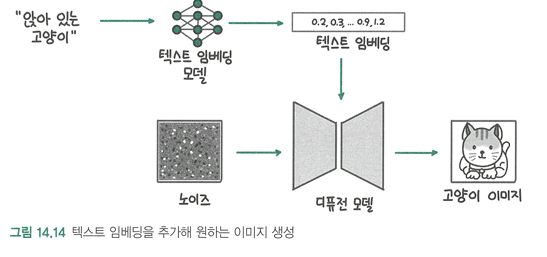 "앉아 있는
고양이"
텍스트 임베딩
모델
0.2, 0.3, ... 0.9, 1.2
텍스트 임베딩
노이즈
디퓨전 모델
고양이 이미지
그림 14.14 텍스트 임베딩을 추가해 원하는 이미지 생성